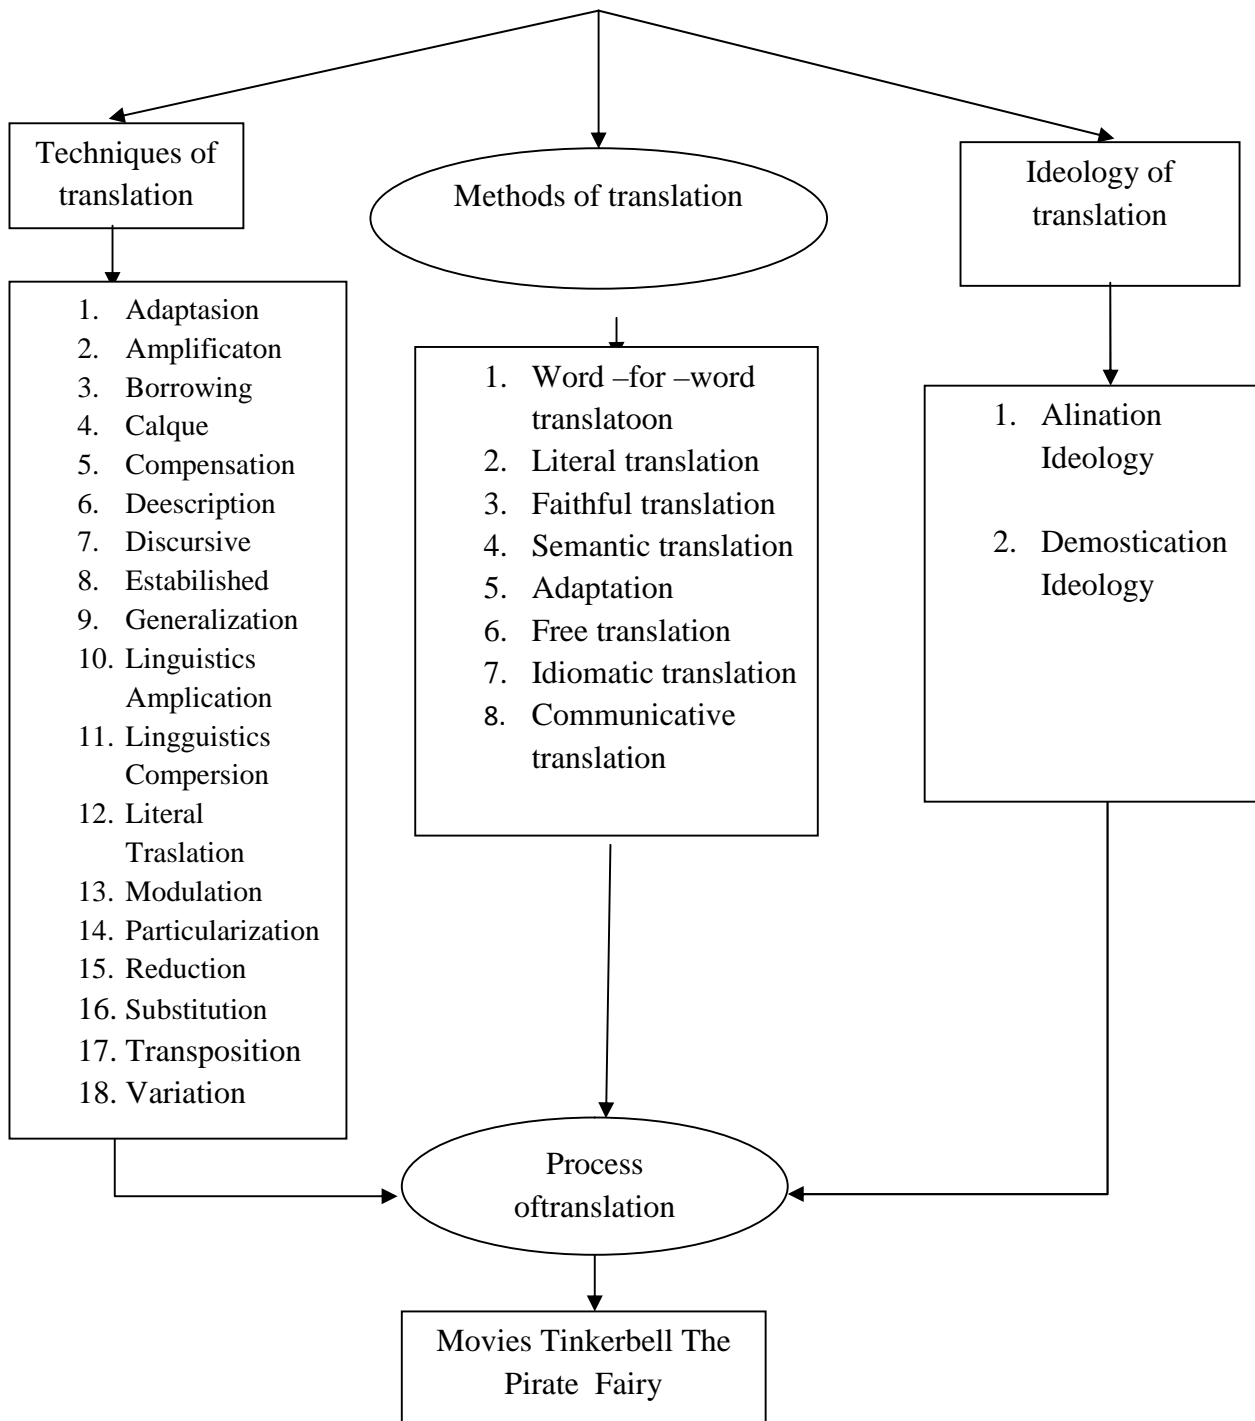 Techniques of
translation
Methods of translation
Ideology of
translation
1. Adaptasion
2. Amplificaton
3. Borrowing
4. Calque
5. Compensation
6. Deescription
7. Discursive
8. Estabilished
9. Generalization
10. Linguistics
Amplication
11. Lingguistics
Compersion
12. Literal
Traslation
13. Modulation
14. Particularization
15. Reduction
16. Substitution
17. Transposition
18. Variation
1. Word –for –word
translatoon
2. Literal translation
3. Faithful translation
4. Semantic translation
5. Adaptation
6. Free translation
7. Idiomatic translation
8. Communicative
translation
1. Alination
Ideology
2. Demostication
Ideology
Process
oftranslation
Movies Tinkerbell The
Pirate Fairy